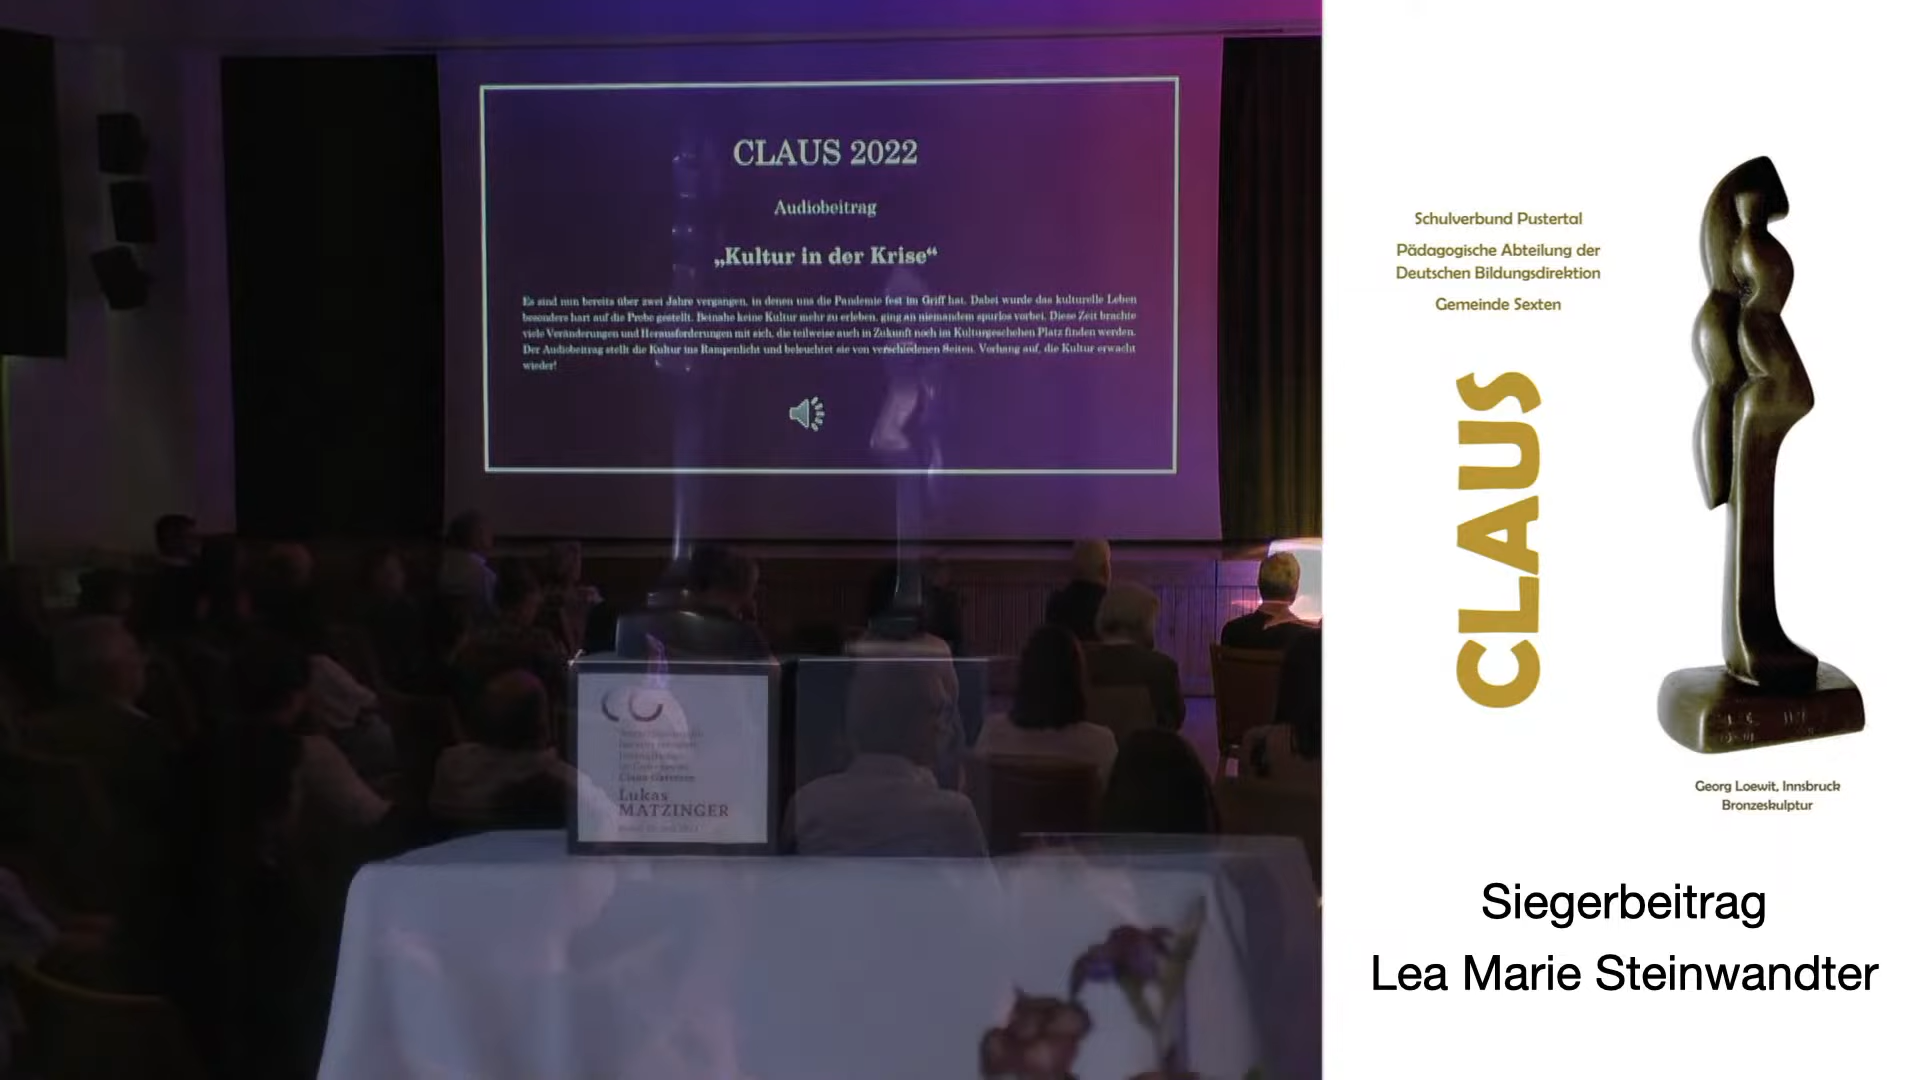 CLAUS 2022
Audiobeitrag
„Kultur in der Krise“
Es sind nun bereits über zwei Jahre vergangen, in denen uns die Pandemie fest im Griff hat. Dabei wurde das kulturelle Leben
besonders hart auf die Probe gestellt. Beinahe keine Kultur mehr zu erleben, ging an niemandem spurlos vorbei. Diese Zeit brachte
viele Veränderungen und Herausforderungen mit sich, die teilweise auch in Zukunft noch im Kulturgeschehen Platz finden werden.
Der Audiobeitrag stellt die Kultur ins Rampenlicht und beleuchtet sie von verschiedenen Seiten. Vorhang auf, die Kultur erwacht
wieder!
Claus Gatterer
Lukas
MATZINGER
Schulverbund Pustertal
Pädagogische Abteilung der
Deutschen Bildungsdirektion
Gemeinde Sexten
CLAUS
Georg Loewit, Innsbruck
Bronzeskulptur
Siegerbeitrag
Lea Marie Steinwandter